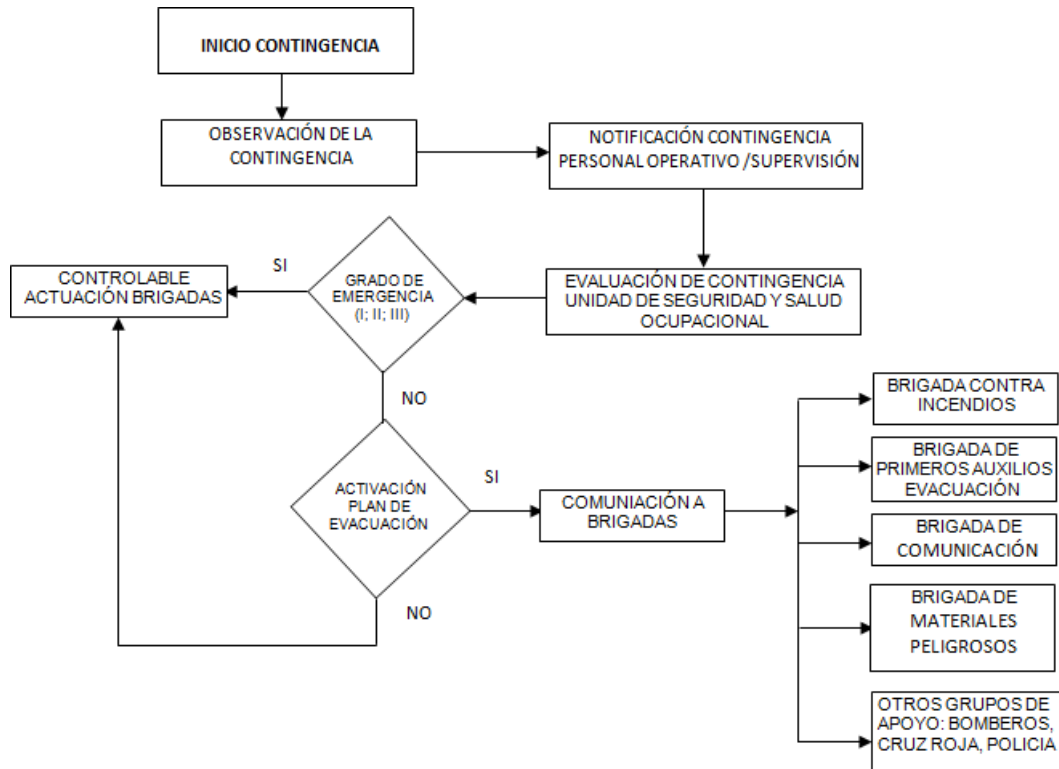 INICIO CONTINGENCIA
OBSERVACIÓN DE LA
CONTINGENCIA
NOTIFICACIÓN CONTINGENCIA
PERSONAL OPERATIVO /SUPERVISIÓN
EVALUACIÓN DE CONTINGENCIA
UNIDAD DE SEGURIDAD Y SALUD
OCUPACIONAL
GRADO DE
EMERGENCIA
(I; II; III)
SI
CONTROLABLE
ACTUACIÓN BRIGADAS
NO
ACTIVACIÓN
PLAN DE
EVACUACIÓN
SI
COMUNIACIÓN A
BRIGADAS
NO
BRIGADA CONTRA
INCENDIOS
BRIGADA DE
PRIMEROS AUXILIOS
EVACUACIÓN
BRIGADA DE
COMUNICACIÓN
BRIGADA DE
MATERIALES
PELIGROSOS
OTROS GRUPOS DE
APOYO: BOMBEROS,
CRUZ ROJA, POLICIA